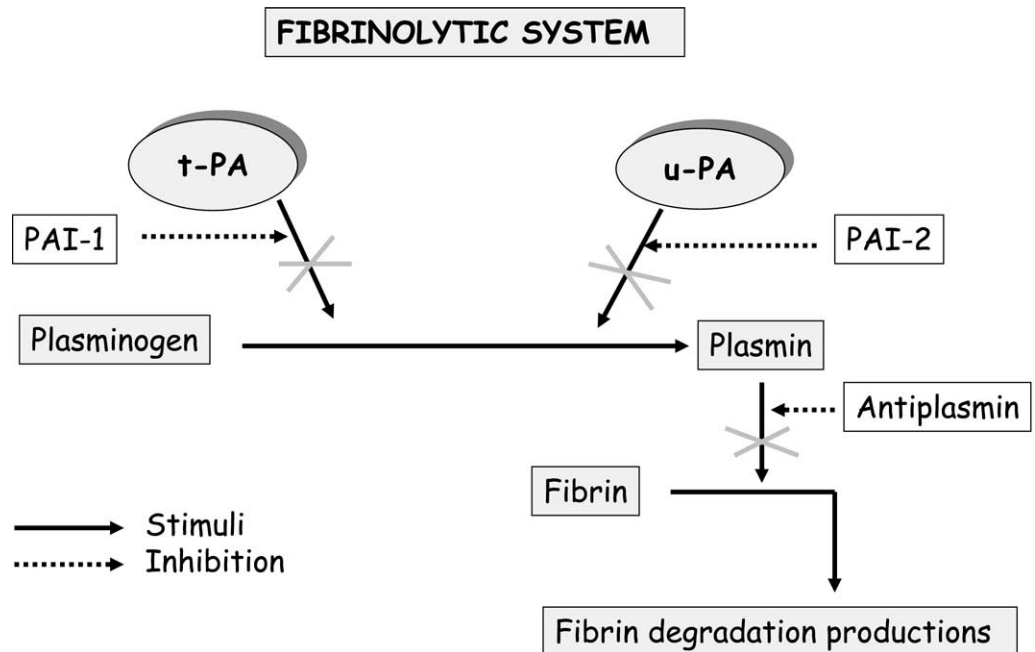 FIBRINOLYTIC SYSTEM
t-PA
u-PA
PAI-1
PAI-2
Plasminogen
Plasmin
Antiplasmin
Fibrin
Stimuli
Inhibition
Fibrin degradation productions